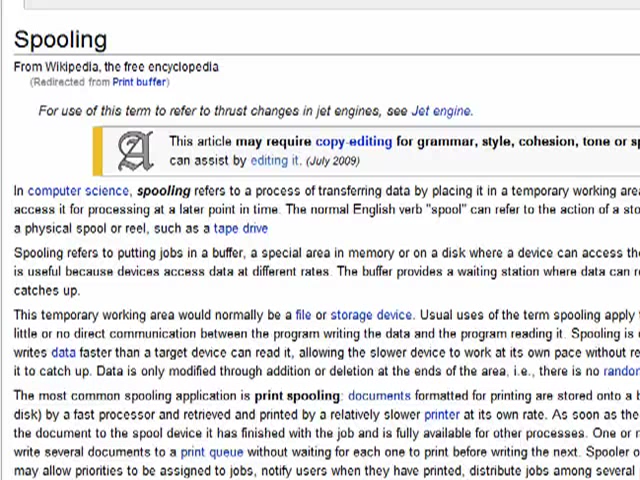 Spooling
From Wikipedia, the free encyclopedia
(Redirected from Print buffer)
For use of this term to refer to thrust changes in jet engines, see Jet engine.
This article may require copy-editing for grammar, style, cohesion, tone or sp
can assist by editing it. (July 2009)
In computer science, spooling refers to a process of transferring data by placing it in a temporary working area
access it for processing at a later point in time. The normal English verb "spool" can refer to the action of a sto
a physical spool or reel, such as a tape drive
Spooling refers to putting jobs in a buffer, a special area in memory or on a disk where a device can access the
is useful because devices access data at different rates. The buffer provides a waiting station where data can r
catches up.
This temporary working area would normally be a file or storage device. Usual uses of the term spooling apply t
little or no direct communication between the program writing the data and the program reading it. Spooling is
writes data faster than a target device can read it, allowing the slower device to work at its own pace without re
it to catch up. Data is only modified through addition or deletion at the ends of the area, i.e., there is no random
The most common spooling application is print spooling: documents formatted for printing are stored onto a b
disk) by a fast processor and retrieved and printed by a relatively slower printer at its own rate. As soon as the
the document to the spool device it has finished with the job and is fully available for other processes. One or r
write several documents to a print queue without waiting for each one to print before writing the next. Spooler o
may allow priorities to be assigned to jobs, notify users when they have printed, distribute jobs among several